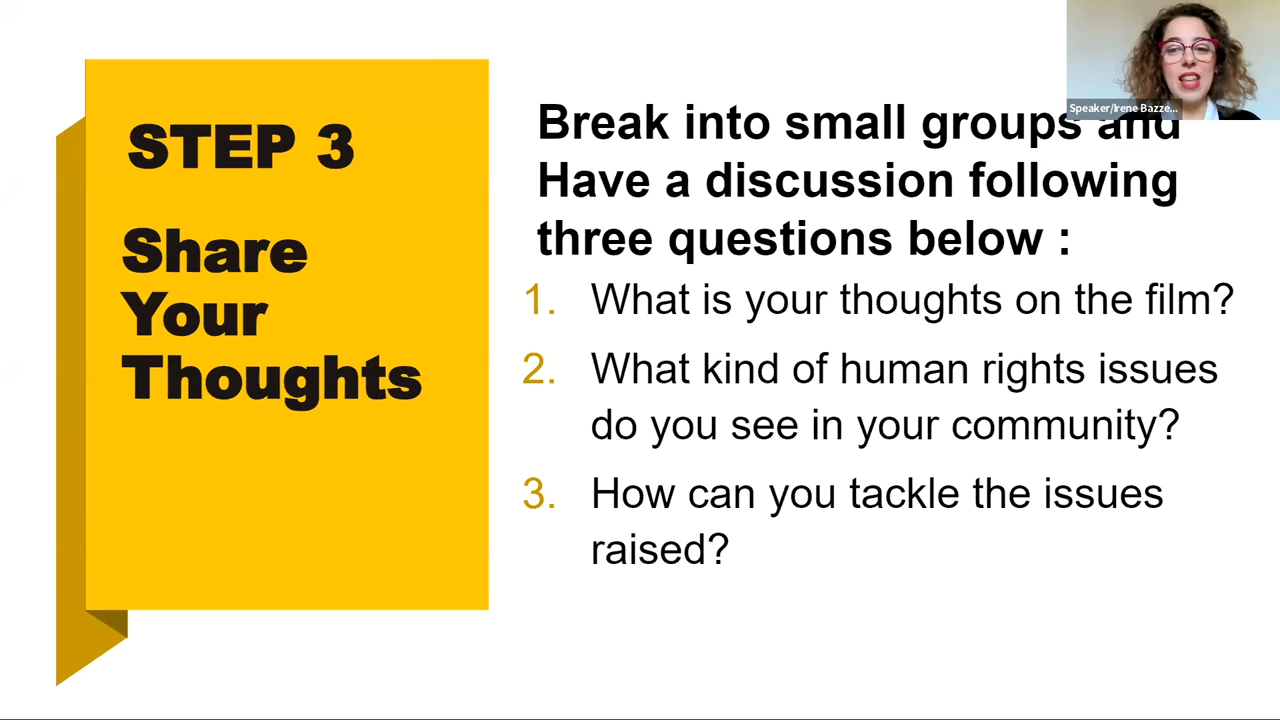 STEP 3
Share
Your
Thoughts
Break into small groups and
Have a discussion following
three questions below :
1. What is your thoughts on the film?
2. What kind of human rights issues
do you see in your community?
3. How can you tackle the issues
raised?
Speaker/Irene Bazze...